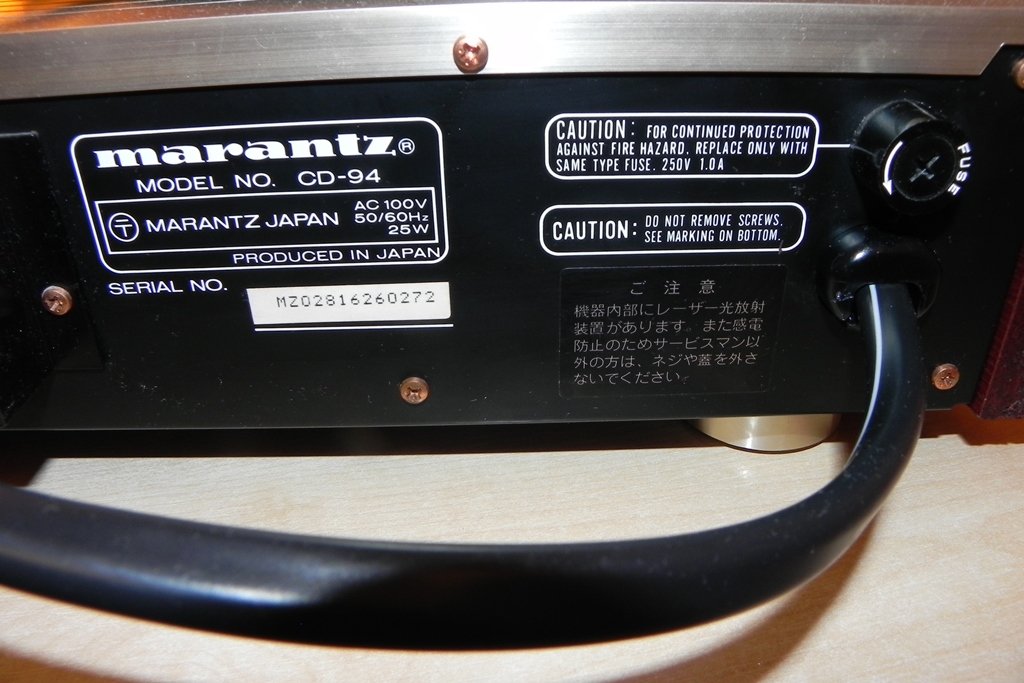 marantz®
MODEL NO. CD-94
MARANTZ JAPAN
AC 100V
50/60Hz
25W
PRODUCED IN JAPAN
SERIAL NO.
MZ02816260272
CAUTION: FOR CONTINUED PROTECTION
AGAINST FIRE HAZARD. REPLACE ONLY WITH
SAME TYPE FUSE. 250V 1.0A
FUSE
CAUTION: DO NOT REMOVE SCREWS.
SEE MARKING ON BOTTOM.
ご注意
機器内部にレーザー光放射
装置があります。また感電
防止のためサービスマン以
外の方は、ネジや蓋を外さ
ないでください。